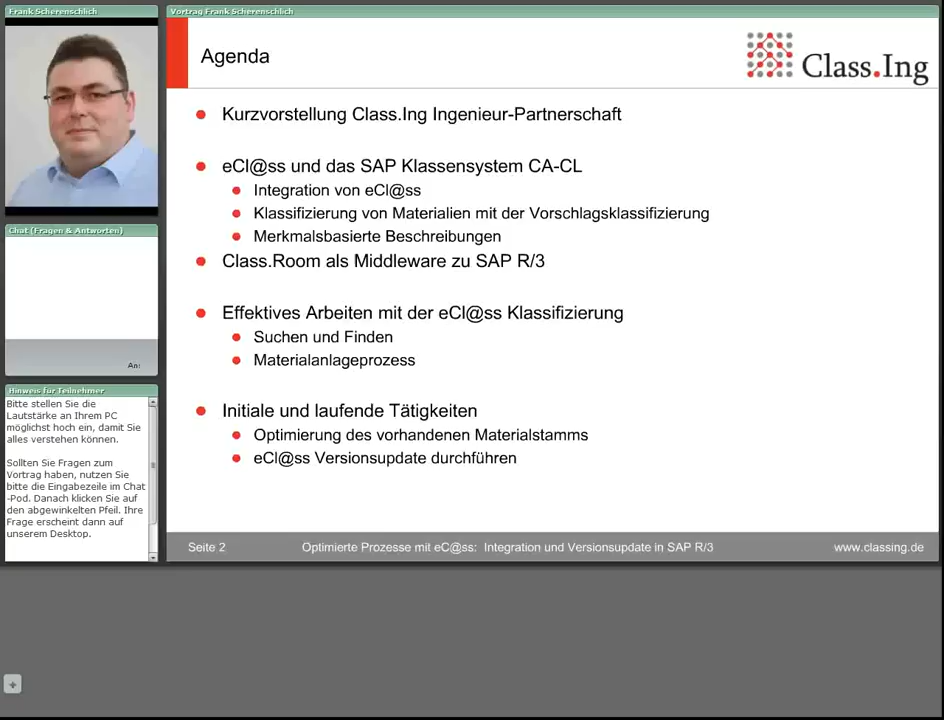 Frank Scherenschlich
Vortrag Frank Scherenschlich
Agenda
Class.Ing
Kurzvorstellung Class.Ing Ingenieur-Partnerschaft
eCl@ss und das SAP Klassensystem CA-CL
Integration von eCl@ss
Klassifizierung von Materialien mit der Vorschlagsklassifizierung
Merkmalsbasierte Beschreibungen
Class.Room als Middleware zu SAP R/3
Effektives Arbeiten mit der eCl@ss Klassifizierung
Suchen und Finden
Materialanlageprozess
Initiale und laufende Tätigkeiten
Optimierung des vorhandenen Materialstamms
eCl@ss Versionsupdate durchführen
Seite 2
Optimierte Prozesse mit eC@ss: Integration und Versionsupdate in SAP R/3
www.classing.de
Chat (Fragen & Antworten)
An:
Hinweis für Teilnehmer
Bitte stellen Sie die
Lautstärke an Ihrem PC
möglichst hoch ein, damit Sie
alles verstehen können.
Sollten Sie Fragen zum
Vortrag haben, nutzen Sie
bitte die Eingabezeile im Chat
-Pod. Danach klicken Sie auf
den abgewinkelten Pfeil. Ihre
Frage erscheint dann auf
unserem Desktop.